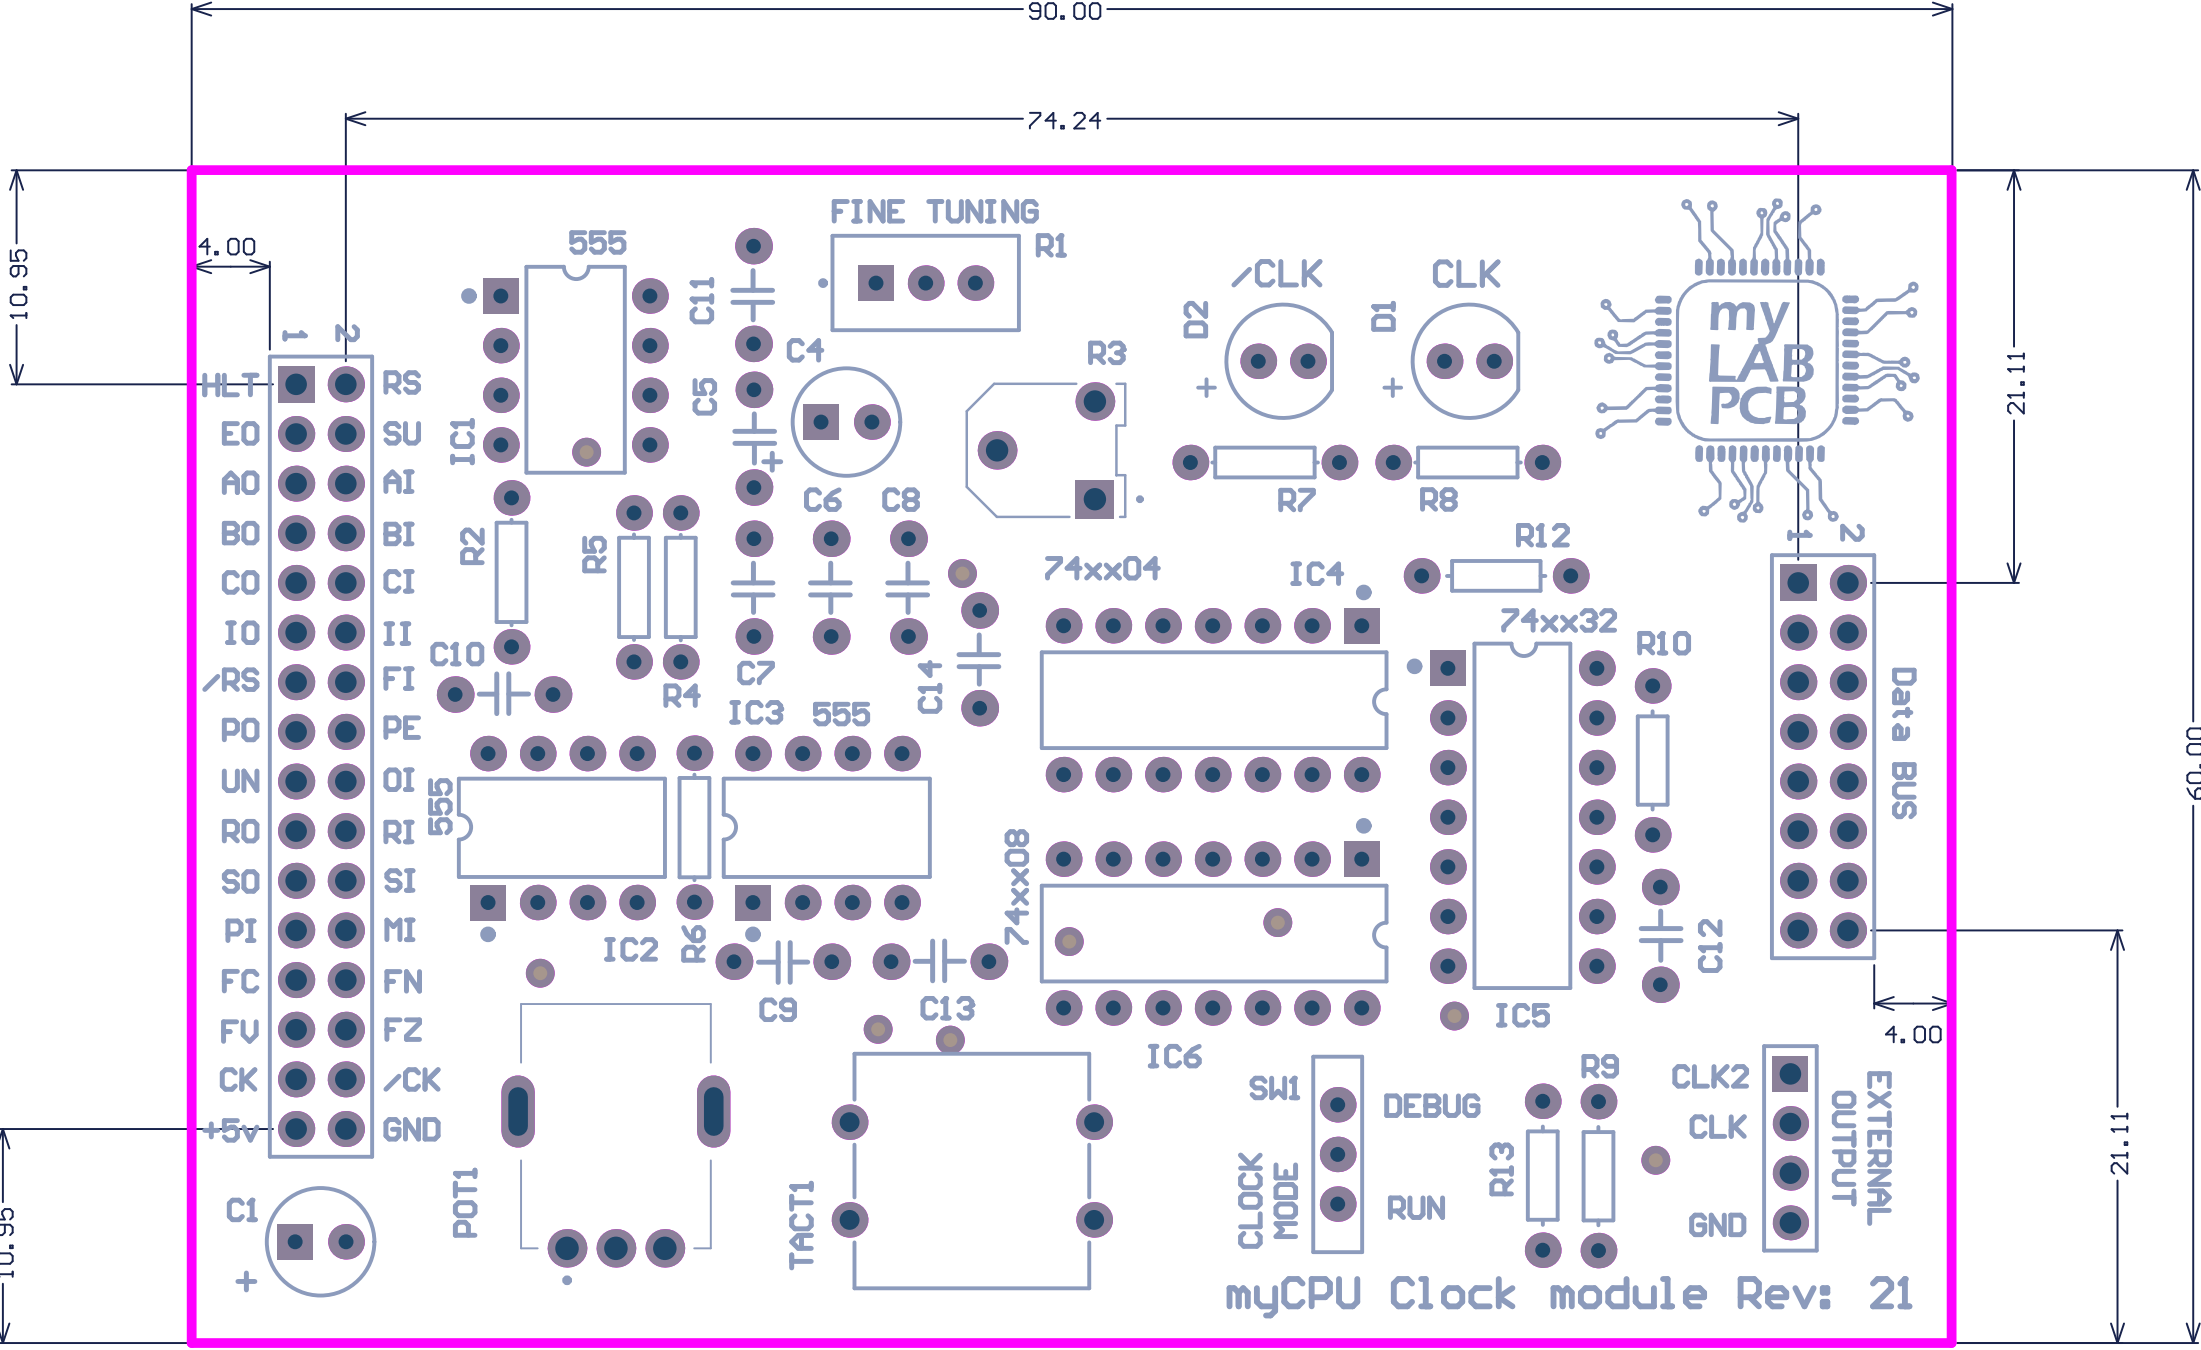 90.00
74.24
10.95
4.00
FINE TUNING
555
R1
C11
/CLK
CLK
D2
D1
my
LAB
PCB
21.11
1
2
C4
R3
HLT
RS
C5
+
+
EO
SU
IC1
+
AO
AI
C6
C8
R7
R8
BO
BI
R2
R5
R12
1
2
74xx04
IC4
CO
CI
74xx32
IO
II
R10
C10
/RS
FI
C7
R4
C14
Data BUS
IC3
555
PO
PE
60.00
UN
OI
555
RO
RI
74xx08
SO
SI
PI
MI
IC2
R6
C12
FC
FN
C9
C13
IC5
FV
FZ
4.00
IC6
CK
/CK
SW1
DEBUG
R9
CLK2
EXTERNAL
OUTPUT
+5v
GND
CLK
21.11
POT1
TACT1
CLOCK
MODE
R13
RUN
GND
C1
10.95
+
myCPU Clock module Rev: 21